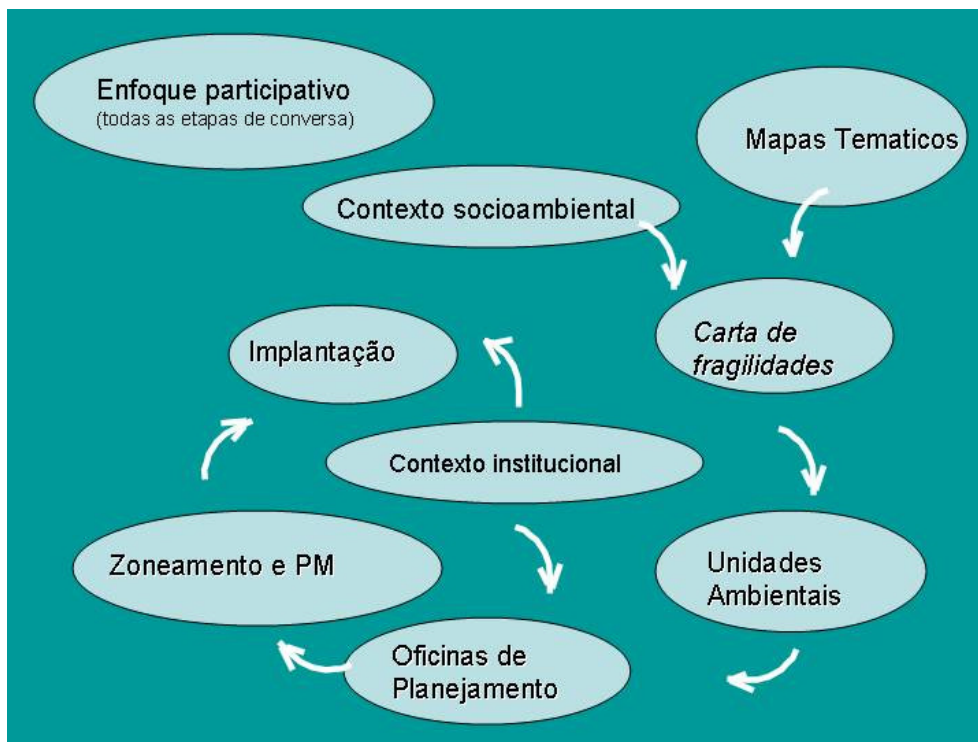 Enfoque participativo
(todas as etapas de conversa)
Mapas Tematicos
Contexto socioambiental
Carta de
fragilidades
Implantação
Contexto institucional
Zoneamento e PM
Unidades
Ambientais
Oficinas de
Planejamento